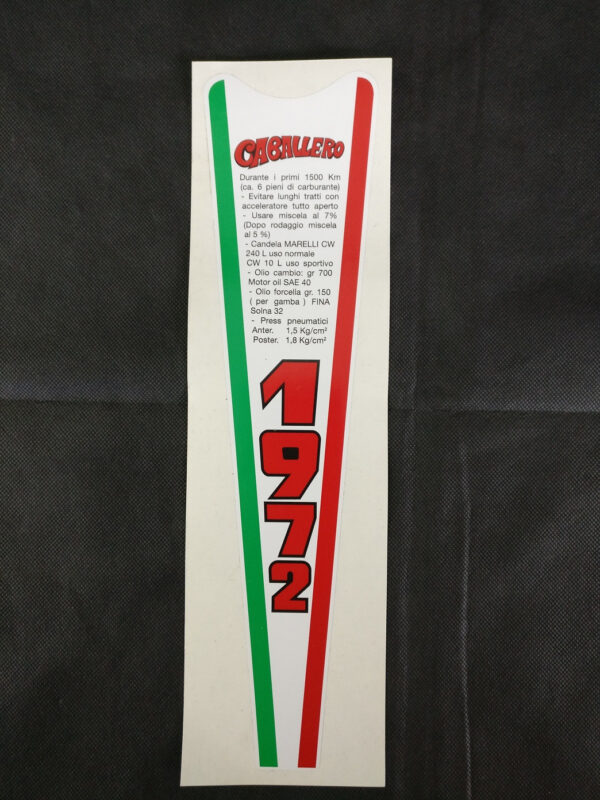 CABALLERO
Durante i primi 1500 Km
(ca. 6 pieni di carburante)
- Evitare lunghi tratti con
acceleratore tutto aperto
- Usare miscela al 7%
(Dopo rodaggio miscela
al 5 %)
- Candela MARELLI CW
240 L uso normale
CW 10 L uso sportivo
- Olio cambio: gr 700
Motor oil SAE 40
- Olio forcella gr. 150
( per gamba ) FINA
Solna 32
- Press pneumatici
Anter. 1,5 Kg/cm²
Poster. 1,8 Kg/cm²
1
9
7
2